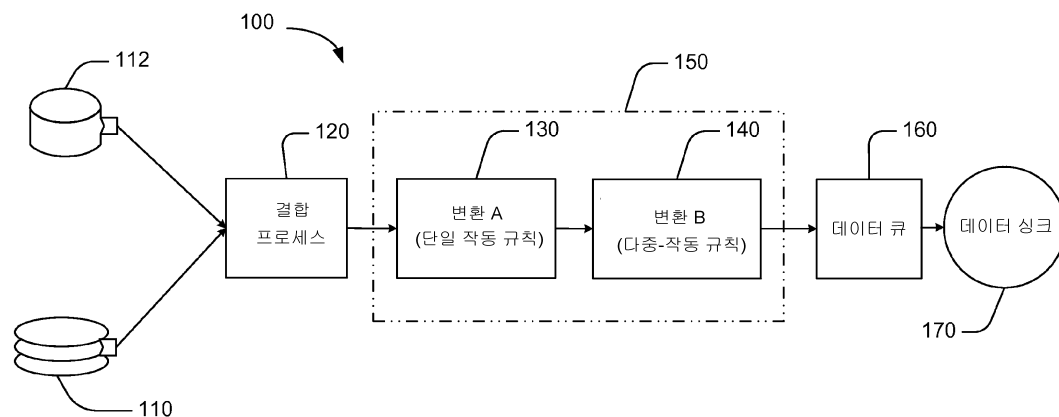 100
112
150
120
130
140
160
결합
프로세스
변환 A
(단일 작동 규칙)
변환 B
(다중-작동 규칙)
데이터 큐
데이터 싱크
170
110